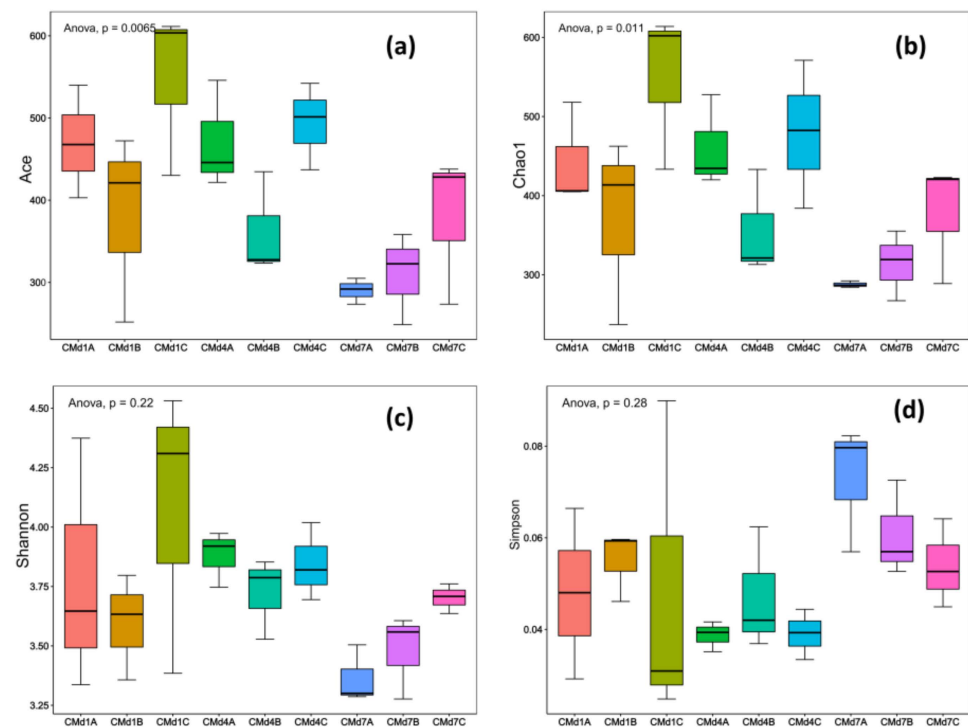 Anova, p = 0.0065
(a)
Ace
600
500
400
300
CMd1A CMd1B CMd1C CMd4A CMd4B CMd4C CMd7A CMd7B CMd7C
Anova, p = 0.011
(b)
Chao1
600
500
400
300
CMd1A CMd1B CMd1C CMd4A CMd4B CMd4C CMd7A CMd7B CMd7C
Anova, p = 0.22
(c)
Shannon
4.50
4.25
4.00
3.75
3.50
3.25
CMd1A CMd1B CMd1C CMd4A CMd4B CMd4C CMd7A CMd7B CMd7C
Anova, p = 0.28
(d)
Simpson
0.08
0.06
0.04
CMd1A CMd1B CMd1C CMd4A CMd4B CMd4C CMd7A CMd7B CMd7C